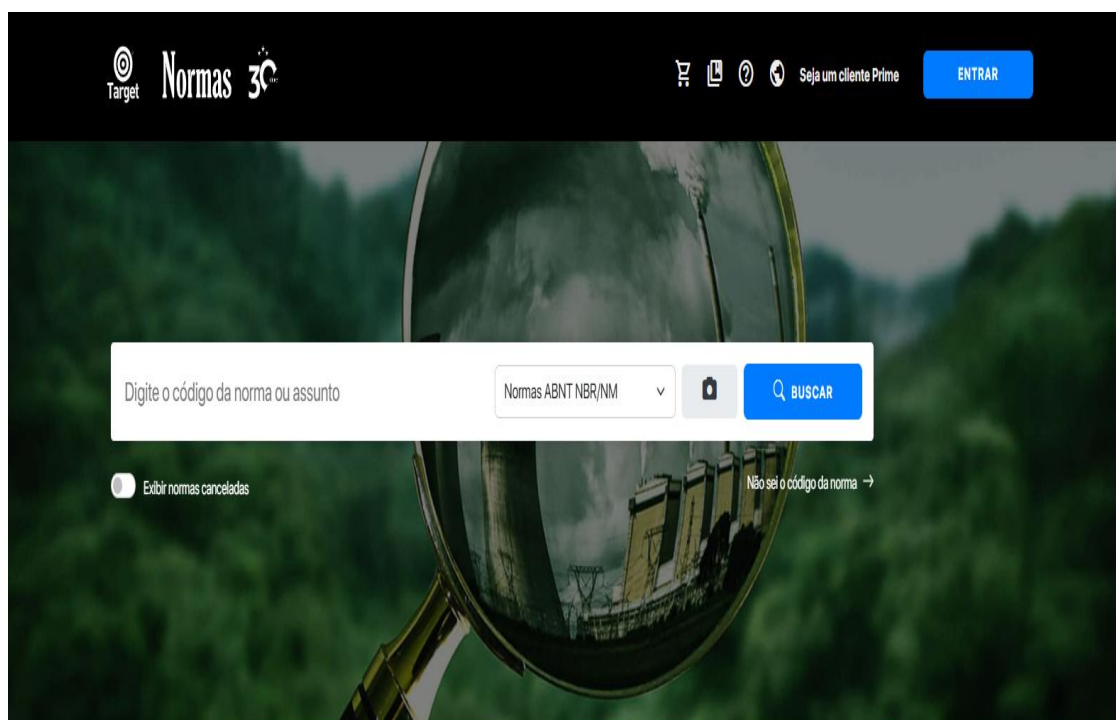 Target
Normas 30
Seja um cliente Prime
ENTRAR
Digite o código da norma ou assunto
Normas ABNT NBR/NM
BUSCAR
Exibir normas canceladas
Não sei o código da norma →